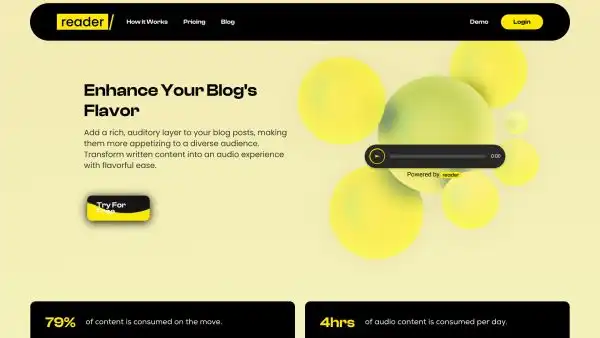 reader/ How It Works Pricing Blog Demo Login
Enhance Your Blog's
Flavor
Add a rich, auditory layer to your blog posts, making
them more appetizing to a diverse audience.
Transform written content into an audio experience
with flavorful ease.
0:00
Powered by reader
Try For
Free
79% of content is consumed on the move.
4hrs of audio content is consumed per day.